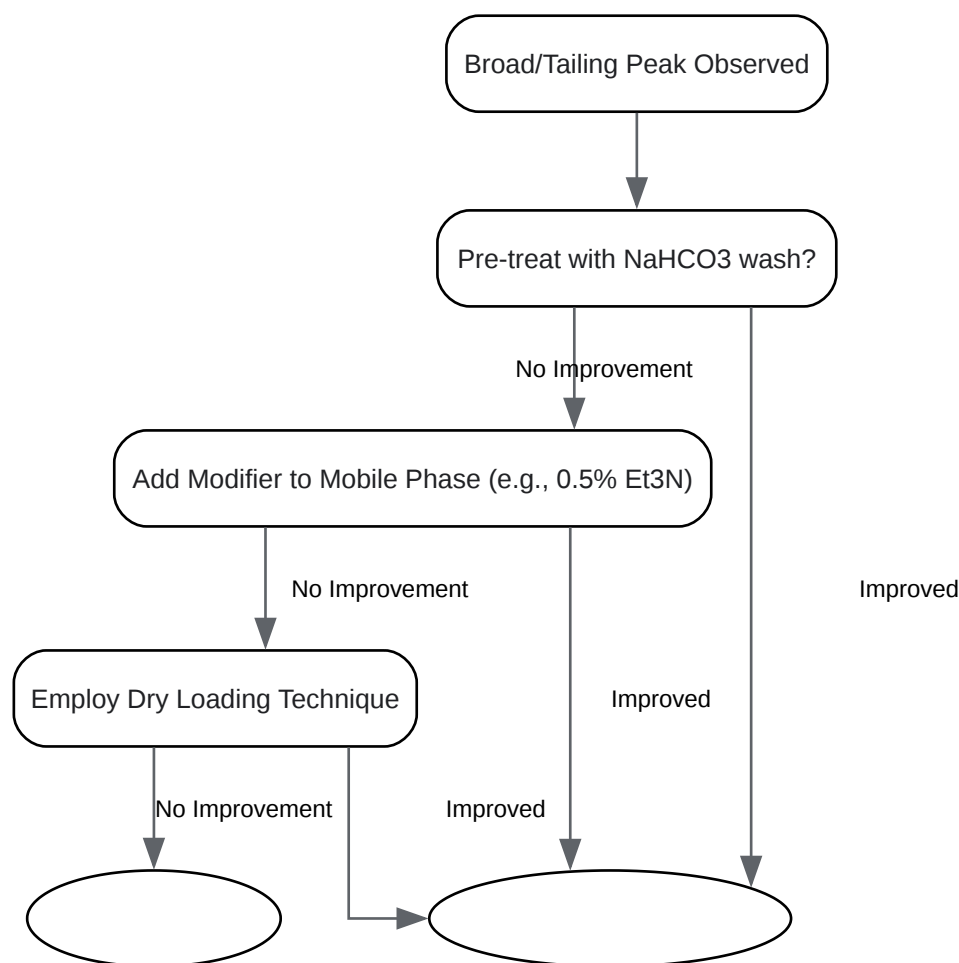 Broad/Tailing Peak Observed
Pre-treat with NaHCO3 wash?
No Improvement
Add Modifier to Mobile Phase (e.g., 0.5% Et3N)
No Improvement
Improved
Employ Dry Loading Technique
Improved
No Improvement
Improved